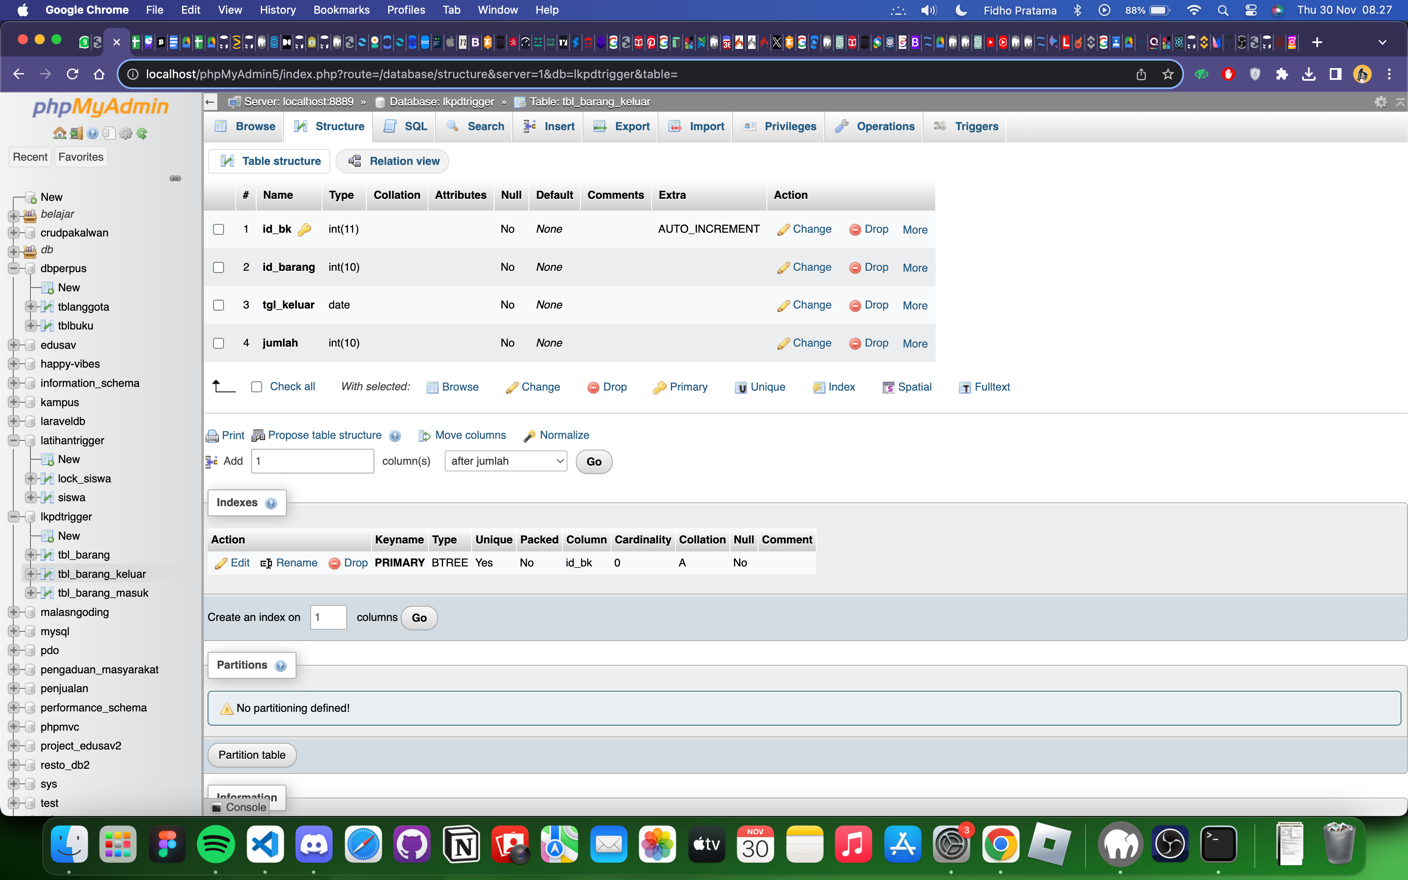 Google Chrome File Edit View History Bookmarks Profiles Tab Window Help Fidho Pratama 88% Thu 30 Nov 08.27
localhost/phpMyAdmin5/index.php?route=/database/structure&server=1&db=lkpdtrigger&table=
phpMyAdmin
Recent Favorites
New
belajar
crudpakalwan
db
dbperpus
New
tblanggota
tblbuku
edusav
happy-vibes
information_schema
kampus
laraveldb
latihantrigger
New
lock_siswa
siswa
lkpdtrigger
New
tbl_barang
tbl_barang_keluar
tbl_barang_masuk
malasngoding
mysql
pdo
pengaduan_masyarakat
penjualan
performance_schema
phpmvc
project_edusav2
resto_db2
sys
test
Server: localhost:8889 » Database: lkpdtrigger » Table: tbl_barang_keluar
Browse Structure SQL Search Insert Export Import Privileges Operations Triggers
Table structure Relation view
# Name Type Collation Attributes Null Default Comments Extra Action
1 id_bk int(11) No None AUTO_INCREMENT Change Drop More
2 id_barang int(10) No None Change Drop More
3 tgl_keluar date No None Change Drop More
4 jumlah int(10) No None Change Drop More
Check all With selected: Browse Change Drop Primary Unique Index Spatial Fulltext
Print Propose table structure Move columns Normalize
Add 1 column(s) after jumlah Go
Indexes
Action Keyname Type Unique Packed Column Cardinality Collation Null Comment
Edit Rename Drop PRIMARY BTREE Yes No id_bk 0 A No
Create an index on 1 columns Go
Partitions
No partitioning defined!
Partition table
Information
Console
NOV
30
tv
3